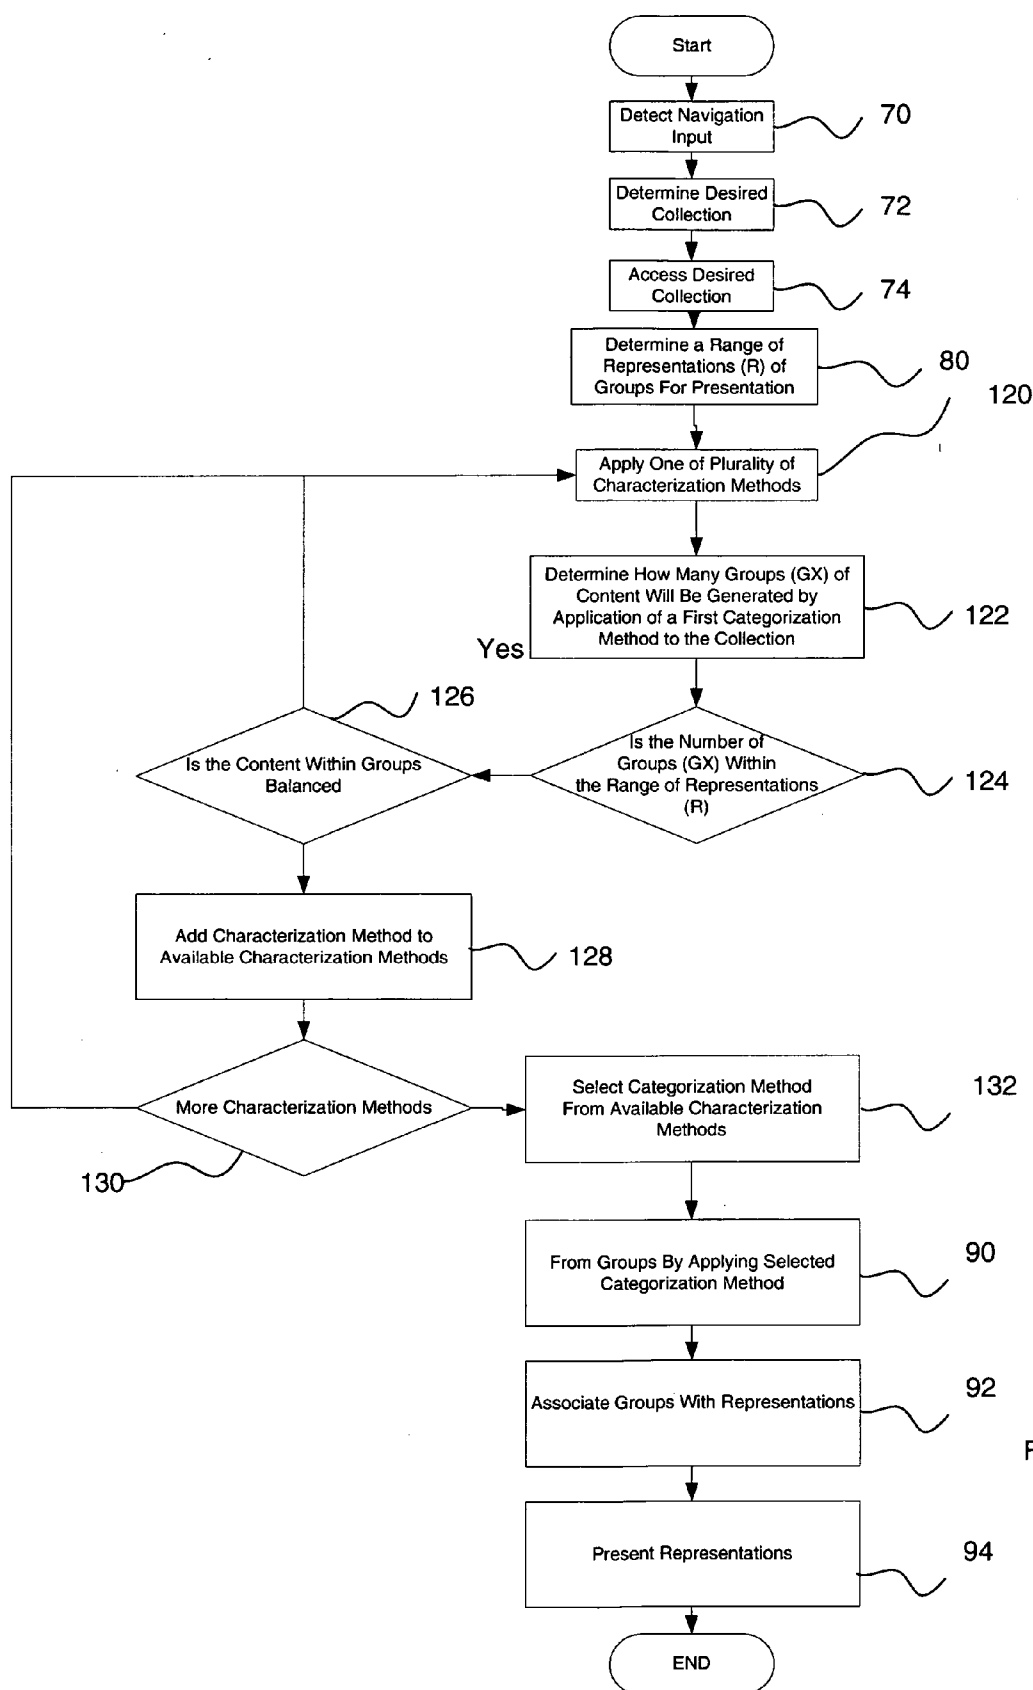 Start
Detect Navigation
Input
70
Determine Desired
Collection
72
Access Desired
Collection
74
Determine a Range of
Representations (R) of
Groups For Presentation
80
120
Apply One of Plurality of
Characterization Methods
Determine How Many Groups (GX) of
Content Will Be Generated by
Application of a First Categorization
Method to the Collection
122
Yes
126
Is the Content Within Groups
Balanced
Is the Number of
Groups (GX) Within
the Range of Representations
(R)
124
Add Characterization Method to
Available Characterization Methods
128
More Characterization Methods
130
Select Categorization Method
From Available Characterization
Methods
132
From Groups By Applying Selected
Categorization Method
90
Associate Groups With Representations
92
F
Present Representations
94
END